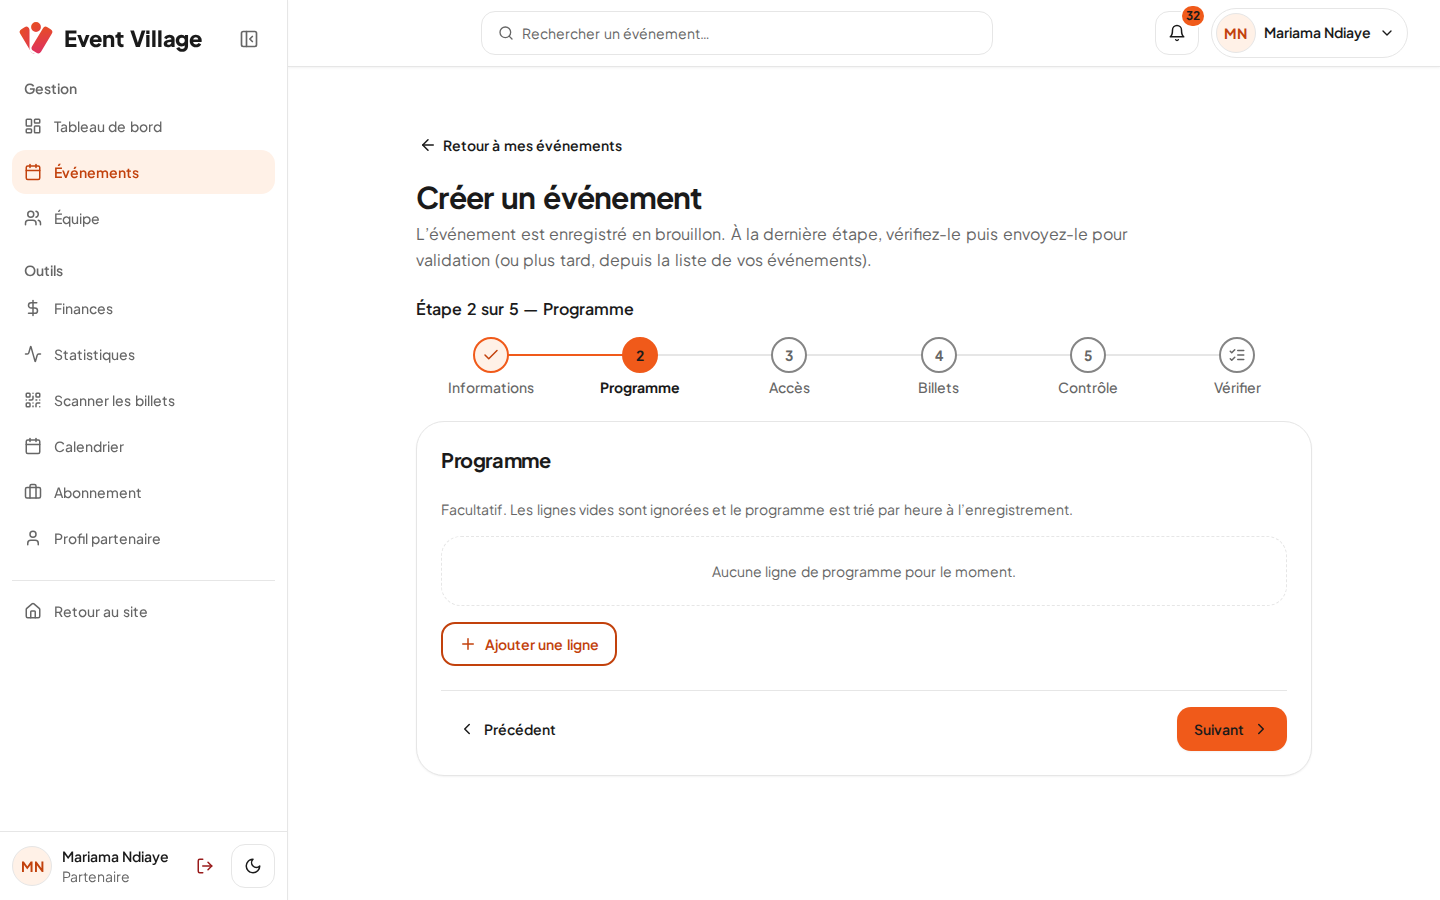 Event Village
Gestion
Tableau de bord
Événements
Équipe
Outils
Finances
Statistiques
Scanner les billets
Calendrier
Abonnement
Profil partenaire
Retour au site
MN
Mariama Ndiaye
Partenaire
Rechercher un événement...
32
MN
Mariama Ndiaye
Retour à mes événements
Créer un événement
L'événement est enregistré en brouillon. À la dernière étape, vérifiez-le puis envoyez-le pour
validation (ou plus tard, depuis la liste de vos événements).
Étape 2 sur 5 — Programme
2
3
4
5
Informations
Programme
Accès
Billets
Contrôle
Vérifier
Programme
Facultatif. Les lignes vides sont ignorées et le programme est trié par heure à l'enregistrement.
Aucune ligne de programme pour le moment.
Ajouter une ligne
Précédent
Suivant